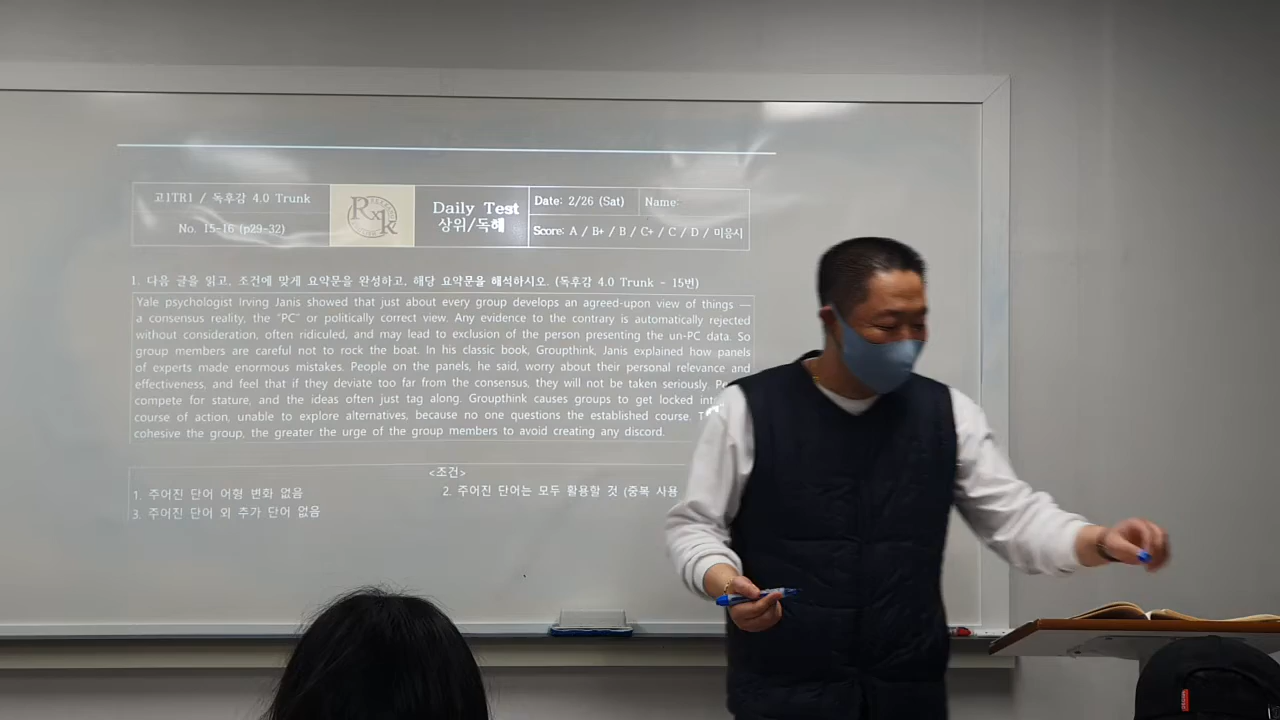 고1TR1 / 독후감 4.0 Trunk
No. 15-16 (p29-32)
Daily Test
상위/독해
Date: 2/26 (Sat)
Name:
Score: A / B+ / B / C+ / C / D / 미응시
1. 다음 글을 읽고, 조건에 맞게 요약문을 완성하고, 해당 요약문을 해석하시오. (독후감 4.0 Trunk - 15번)
Yale psychologist Irving Janis showed that just about every group develops an agreed-upon view of things —
a consensus reality, the "PC" or politically correct view. Any evidence to the contrary is automatically rejected
without consideration, often ridiculed, and may lead to exclusion of the person presenting the un-PC data. So
group members are careful not to rock the boat. In his classic book, Groupthink, Janis explained how panels
of experts made enormous mistakes. People on the panels, he said, worry about their personal relevance and
effectiveness, and feel that if they deviate too far from the consensus, they will not be taken seriously.
compete for stature, and the ideas often just tag along. Groupthink causes groups to get locked
course of action, unable to explore alternatives, because no one questions the established course.
cohesive the group, the greater the urge of the group members to avoid creating any discord.
<조건>
1. 주어진 단어 어형 변화 없음
2. 주어진 단어는 모두 활용할 것 (중복 사용
3. 주어진 단어 외 추가 단어 없음